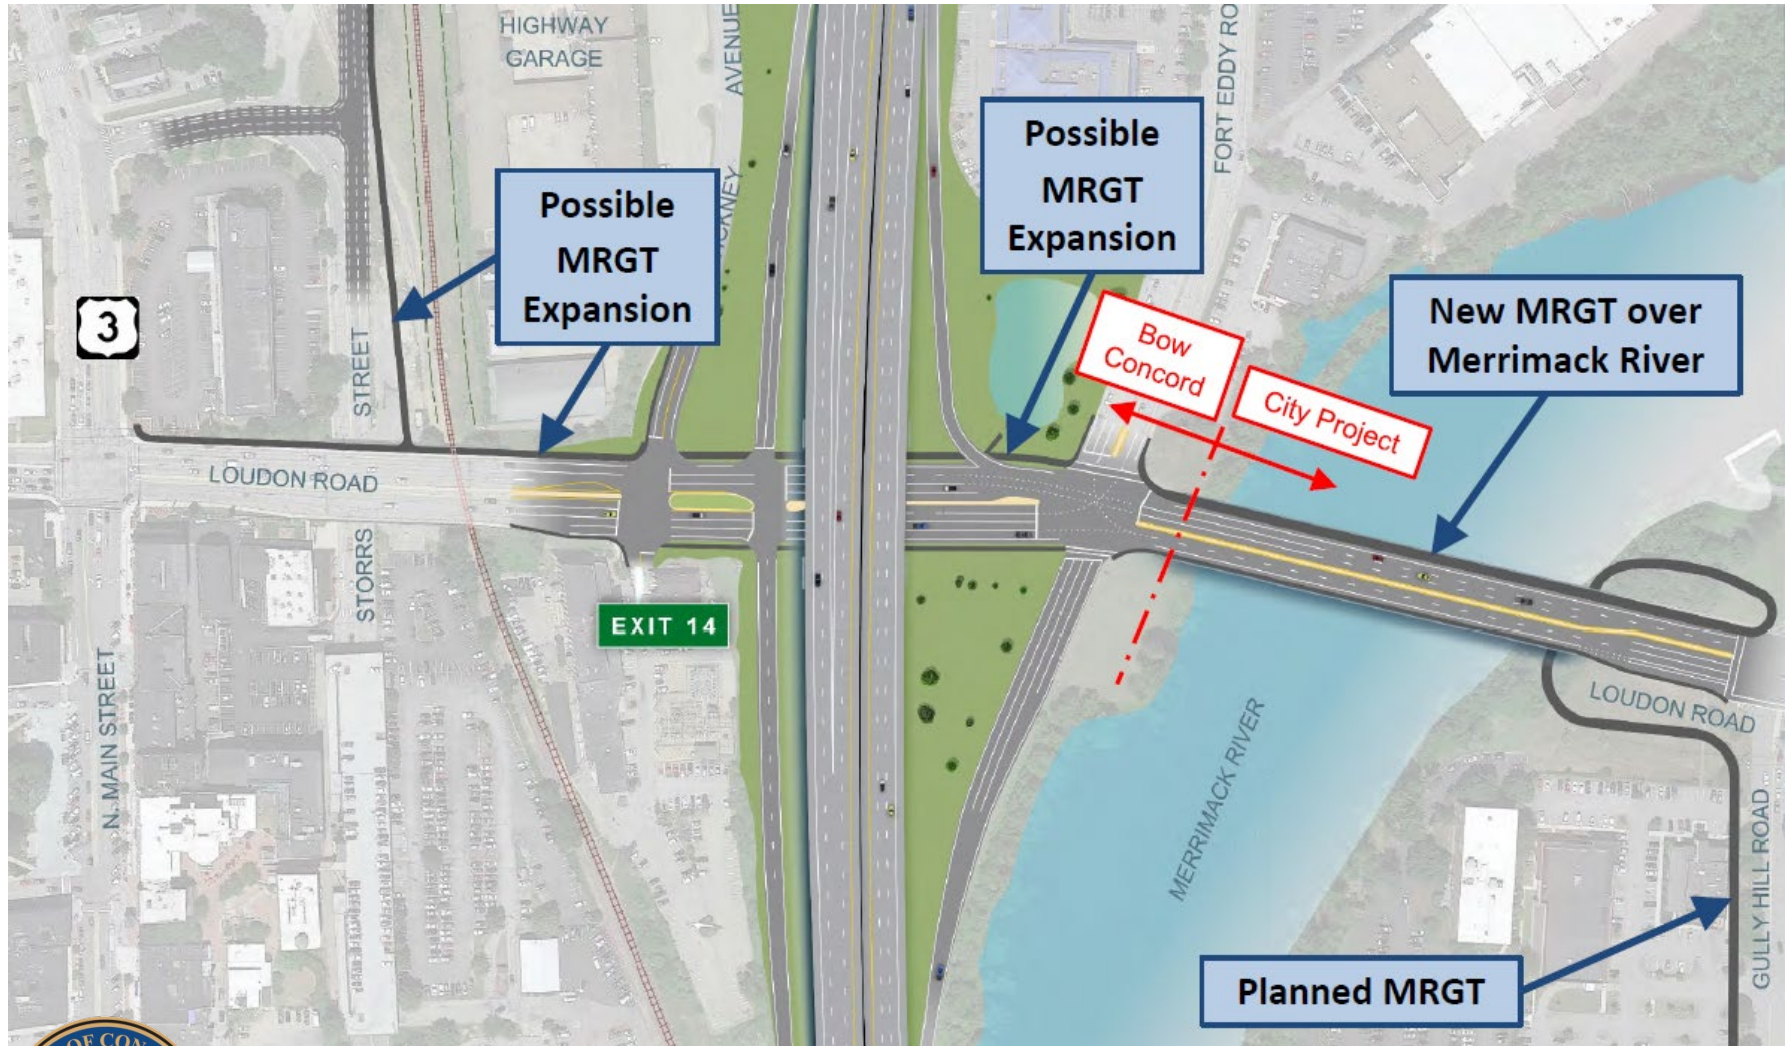 HIGHWAY
GARAGE
AVENUE
FORT EDDY RO
Possible
MRGT
Expansion
Possible
MRGT
Expansion
3
STREET
Bow
Concord
City Project
New MRGT over
Merrimack River
LOUDON ROAD
STORRS
EXIT 14
N. MAIN STREET
MERRIMACK RIVER
LOUDON ROAD
GULLY HILL ROAD
Planned MRGT
OF CON